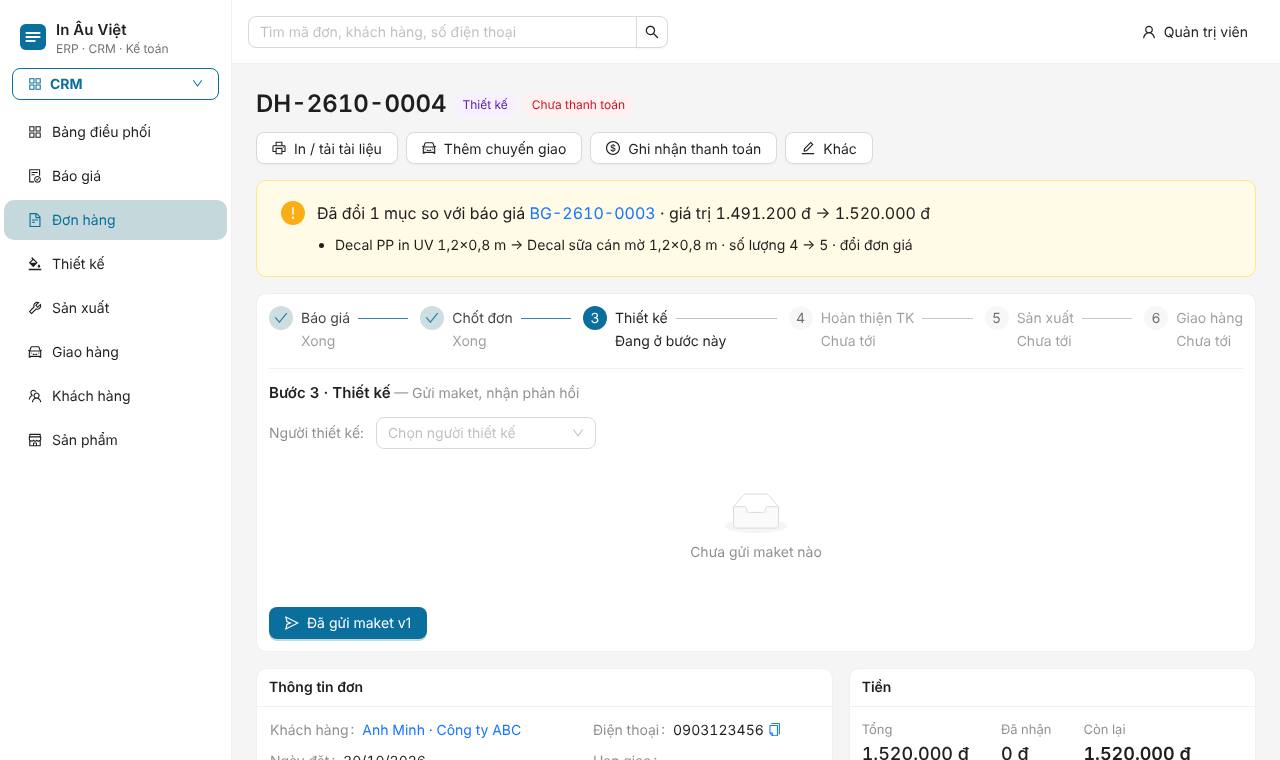 In Âu Việt
ERP · CRM · Kế toán
CRM
Bảng điều phối
Báo giá
Đơn hàng
Thiết kế
Sản xuất
Giao hàng
Khách hàng
Sản phẩm
Tìm mã đơn, khách hàng, số điện thoại
Quản trị viên
DH-2610-0004 Thiết kế Chưa thanh toán
In / tải tài liệu Thêm chuyến giao Ghi nhận thanh toán Khác
Đã đổi 1 mục so với báo giá BG-2610-0003 · giá trị 1.491.200 đ → 1.520.000 đ
• Decal PP in UV 1,2×0,8 m → Decal sữa cán mờ 1,2×0,8 m · số lượng 4 → 5 · đổi đơn giá
Báo giá Chốt đơn 3 Thiết kế 4 Hoàn thiện TK 5 Sản xuất 6 Giao hàng
Xong Xong Đang ở bước này Chưa tới Chưa tới Chưa tới
Bước 3 · Thiết kế — Gửi maket, nhận phản hồi
Người thiết kế: Chọn người thiết kế
Chưa gửi maket nào
Đã gửi maket v1
Thông tin đơn
Khách hàng: Anh Minh · Công ty ABC Điện thoại: 0903123456
Ngày đặt: 20/10/2026 Hạn giao:
Tiền
Tổng Đã nhận Còn lại
1.520.000 đ 0 đ 1.520.000 đ